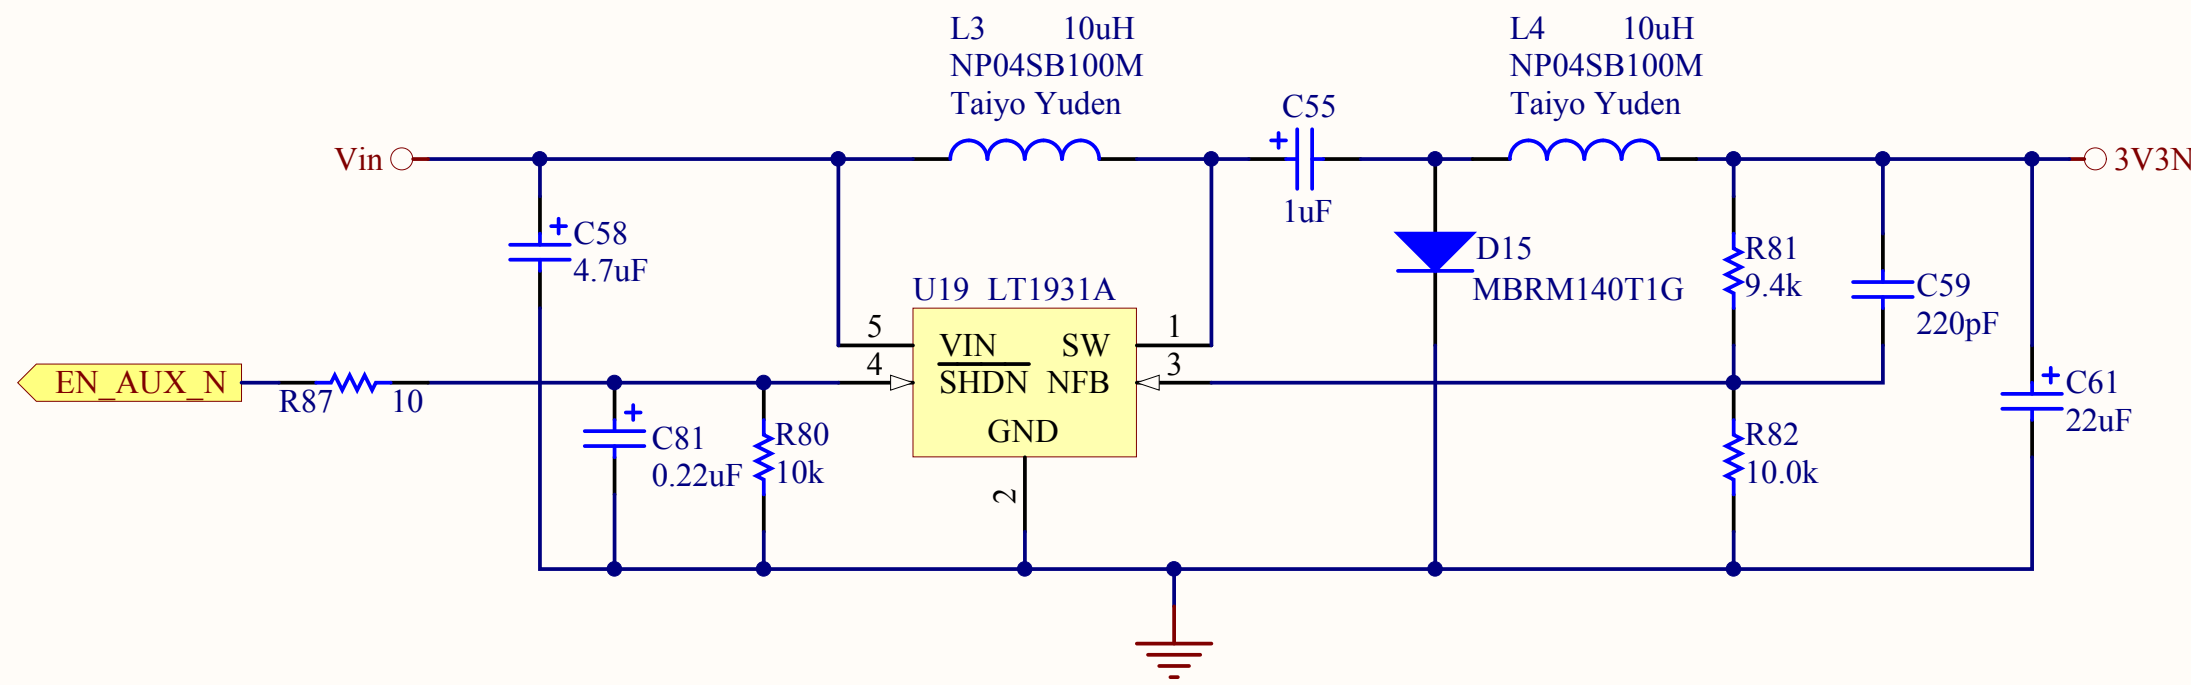 L3 10uH
NP04SB100M
Taiyo Yuden
L4 10uH
NP04SB100M
Taiyo Yuden
C55
+
1uF
Vin
3V3N
+ C58
4.7uF
D15
MBRM140T1G
R81
9.4k
C59
220pF
U19 LT1931A
5
VIN
SW
1
4
SHDN
NFB
3
GND
2
EN_AUX_N
R87 10
+
C81
0.22uF
R80
10k
R82
10.0k
+ C61
22uF